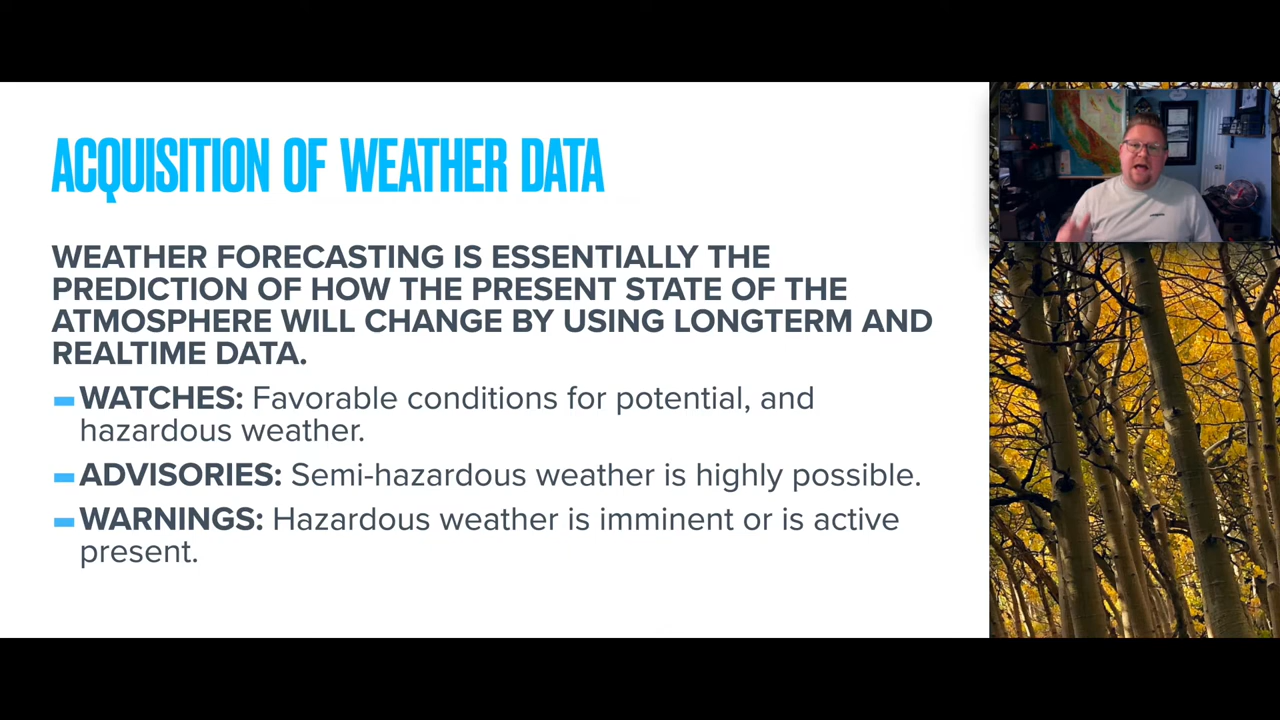 ACQUISITION OF WEATHER DATA
WEATHER FORECASTING IS ESSENTIALLY THE
PREDICTION OF HOW THE PRESENT STATE OF THE
ATMOSPHERE WILL CHANGE BY USING LONGTERM AND
REALTIME DATA.
WATCHES: Favorable conditions for potential, and
hazardous weather.
ADVISORIES: Semi-hazardous weather is highly possible.
WARNINGS: Hazardous weather is imminent or is active
present.